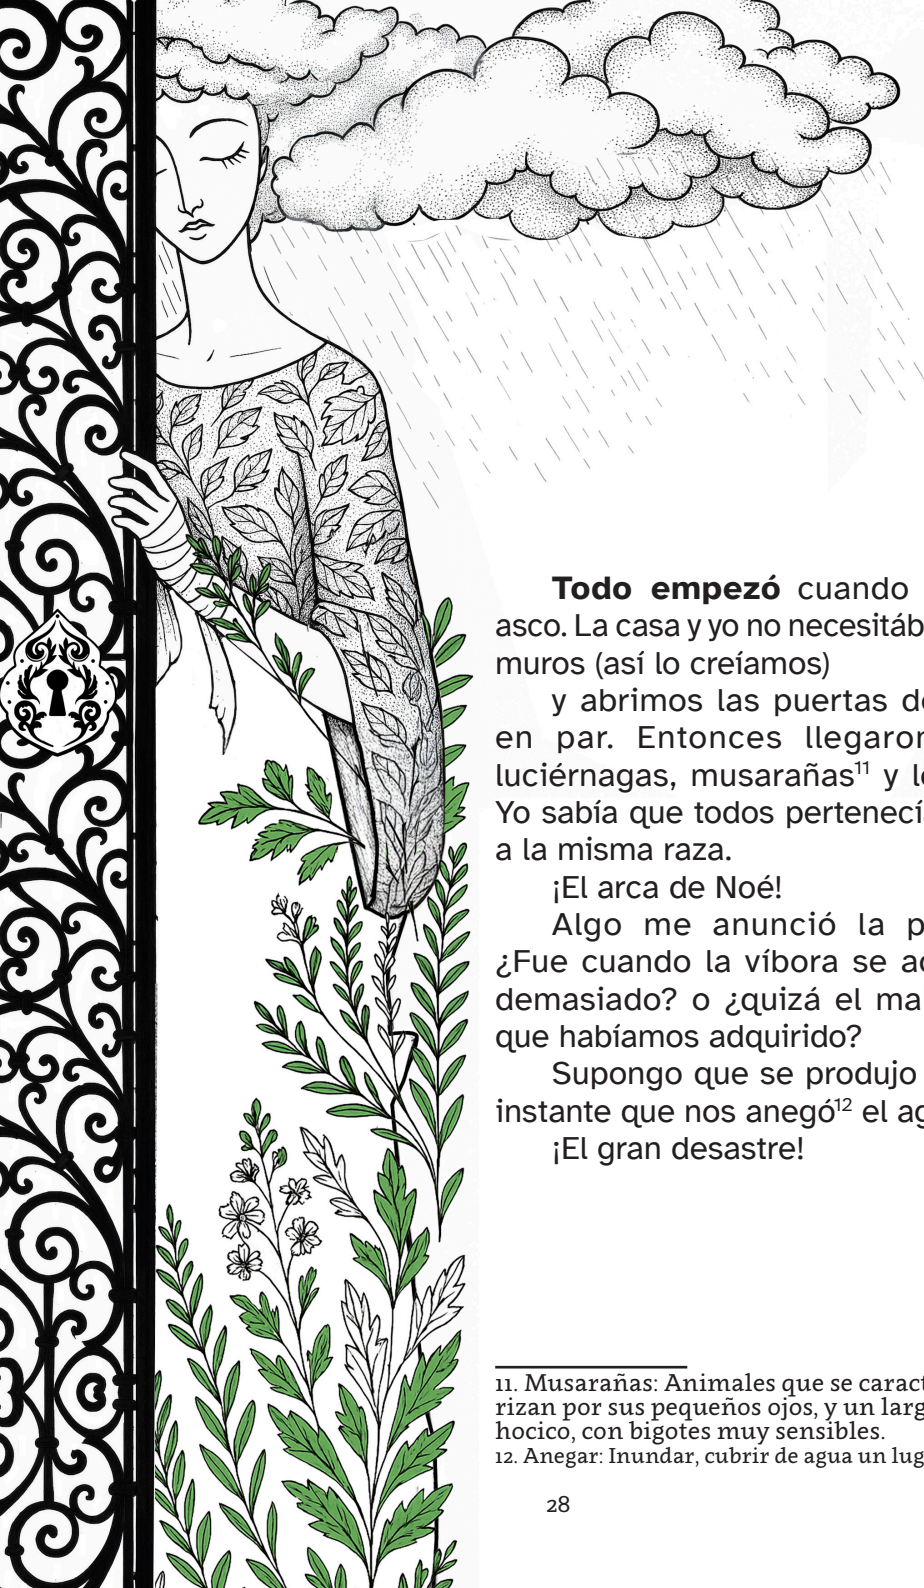 Todo empezó cuando
asco. La casa y yo no necesitáb
muros (así lo creíamos)
y abrimos las puertas de
en par. Entonces llegaron
luciérnagas, musarañas¹¹ y lo
Yo sabía que todos pertenecía
a la misma raza.
¡El arca de Noé!
Algo me anunció la p
¿Fue cuando la víbora se ac
demasiado? o ¿quizá el ma
que habíamos adquirido?
Supongo que se produjo
instante que nos anegó¹² el ag
¡El gran desastre!
11. Musarañas: Animales que se caract
rizan por sus pequeños ojos, y un larg
hocico, con bigotes muy sensibles.
12. Anegar: Inundar, cubrir de agua un lug
28